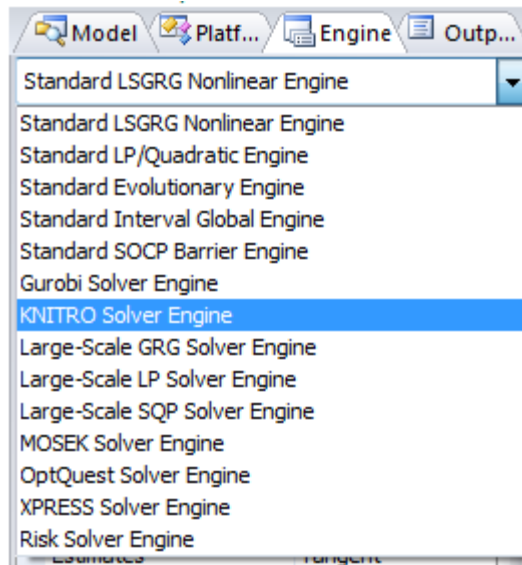 Model Platf... Engine Outp...
Standard LSGRG Nonlinear Engine
Standard LSGRG Nonlinear Engine
Standard LP/Quadratic Engine
Standard Evolutionary Engine
Standard Interval Global Engine
Standard SOCP Barrier Engine
Gurobi Solver Engine
KNITRO Solver Engine
Large-Scale GRG Solver Engine
Large-Scale LP Solver Engine
Large-Scale SQP Solver Engine
MOSEK Solver Engine
OptQuest Solver Engine
XPRESS Solver Engine
Risk Solver Engine
Estimates Tangent